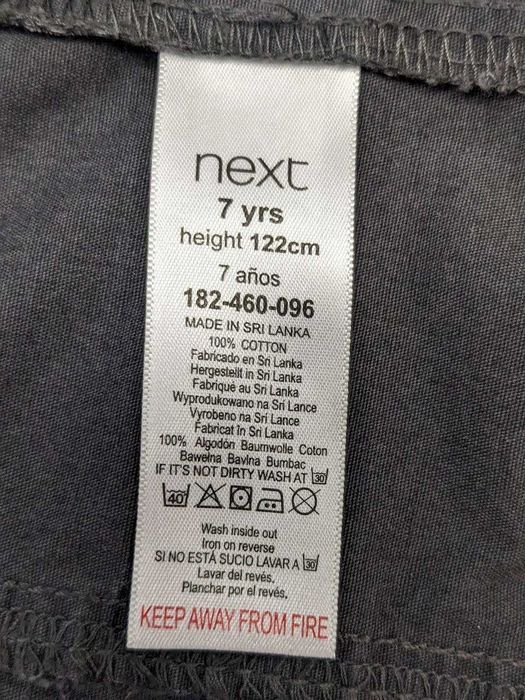 next
7 yrs
height 122cm
7 años
182-460-096
MADE IN SRI LANKA
100% COTTON
Fabricado en Sri Lanka
Hergestellt in Sri Lanka
Fabriqué au Sri Lanka
Wyprodukowano na Sri Lance
Vyrobeno na Sri Lance
Fabricat în Sri Lanka
100% Algodón Baumwolle Coton
Bawełna Bavlna Bumbac
IF IT'S NOT DIRTY WASH AT 30
40
Wash inside out
Iron on reverse
SI NO ESTÁ SUCIO LAVAR A 30
Lavar del revés.
Planchar por el revés.
KEEP AWAY FROM FIRE